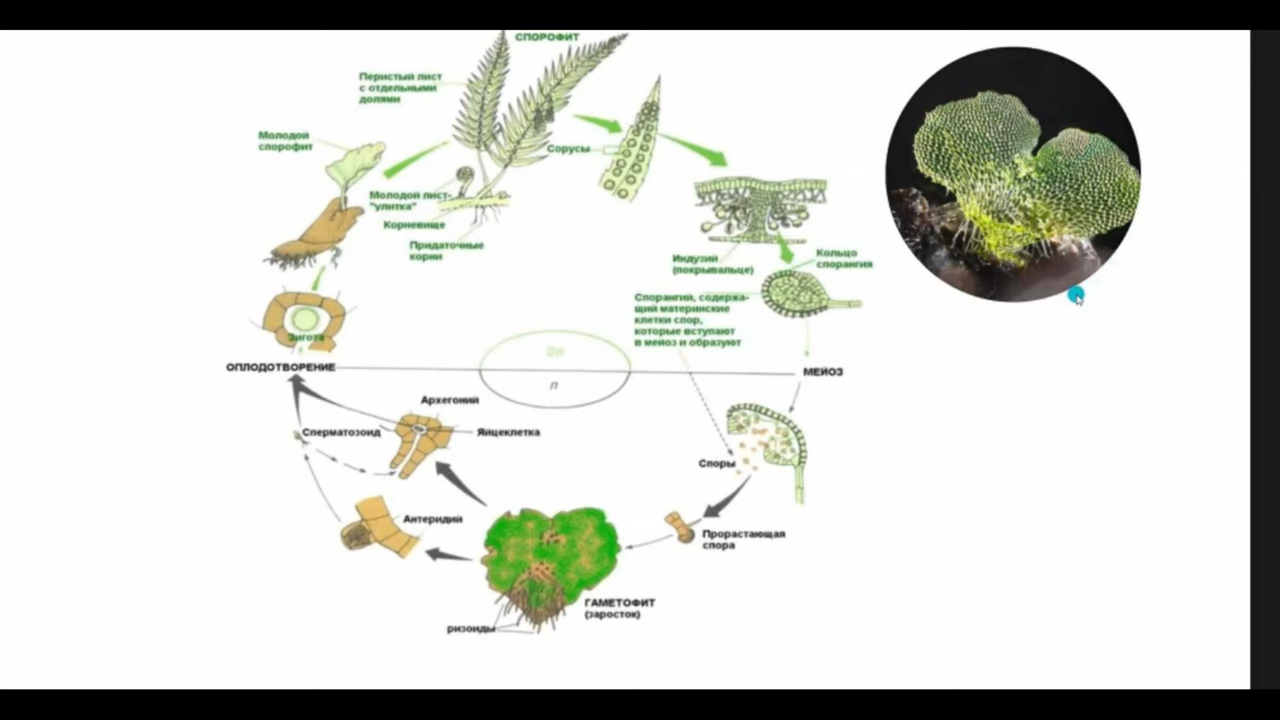 СПОРОФИТ
Перистый лист
с отдельными
долями
Молодой
спорофит
Сорусы
Молодой лист-
"улитка"
Корневище
Придаточные
корни
Индузий
(покрывальце)
Кольцо
спорангия
Спорангий, содержа-
щий материнские
клетки спор,
которые вступают
в мейоз и образуют
Зигота
2n
ОПЛОДОТВОРЕНИЕ
МЕЙОЗ
n
Архегоний
Сперматозоид
Яйцеклетка
Споры
Антеридий
Прорастающая
спора
ГАМЕТОФИТ
(заросток)
ризоиды